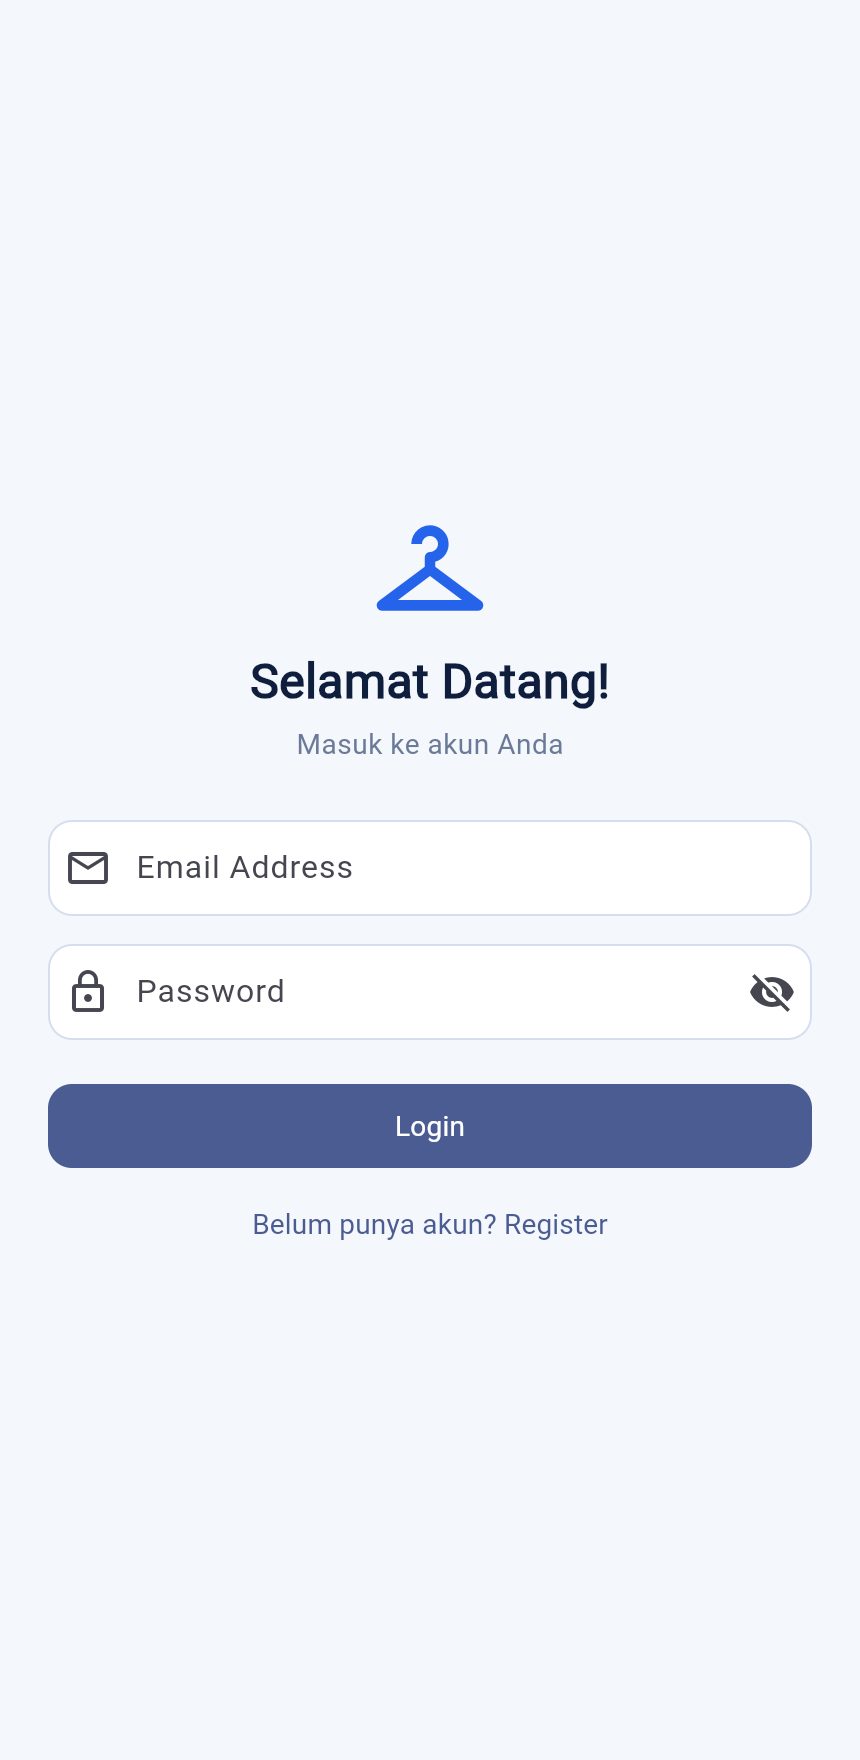 Selamat Datang!
Masuk ke akun Anda
Email Address
Password
Login
Belum punya akun? Register